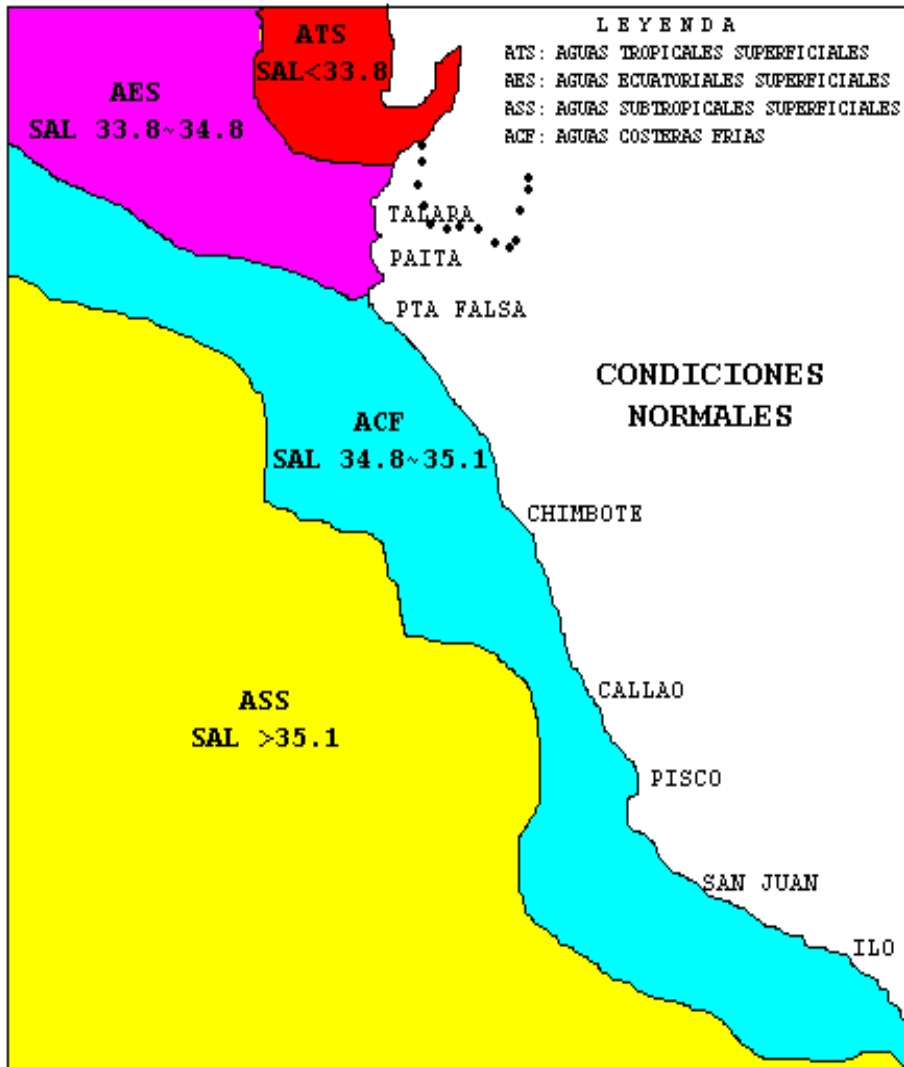 LEYENDA
ATS: AGUAS TROPICALES SUPERFICIALES
AES: AGUAS ECUATORIALES SUPERFICIALES
ASS: AGUAS SUBTROPICALES SUPERFICIALES
ACF: AGUAS COSTERAS FRIAS
ATS
SAL<33.8
AES
SAL 33.8~34.8
TALARA
PAITA
PTA FALSA
CONDICIONES
NORMALES
ACF
SAL 34.8~35.1
CHIMBOTE
CALLAO
ASS
SAL >35.1
PISCO
SAN JUAN
ILO